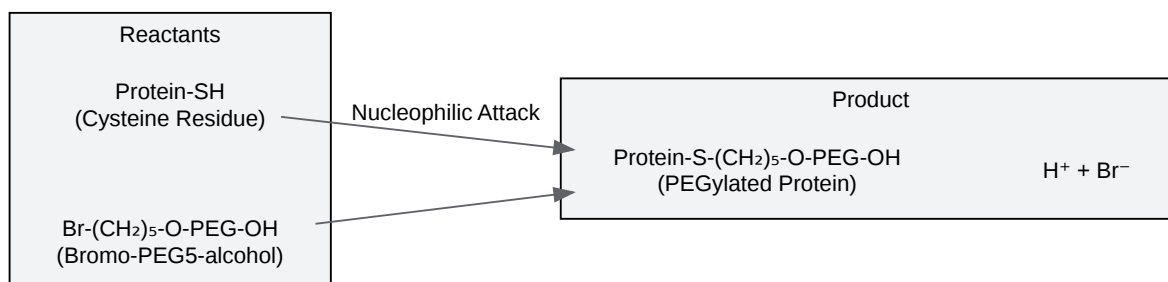 Reactants
Protein-SH
(Cysteine Residue)
Br-(CH₂)₅-O-PEG-OH
(Bromo-PEG5-alcohol)
Nucleophilic Attack
Product
Protein-S-(CH₂)₅-O-PEG-OH
(PEGylated Protein)
H⁺ + Br⁻